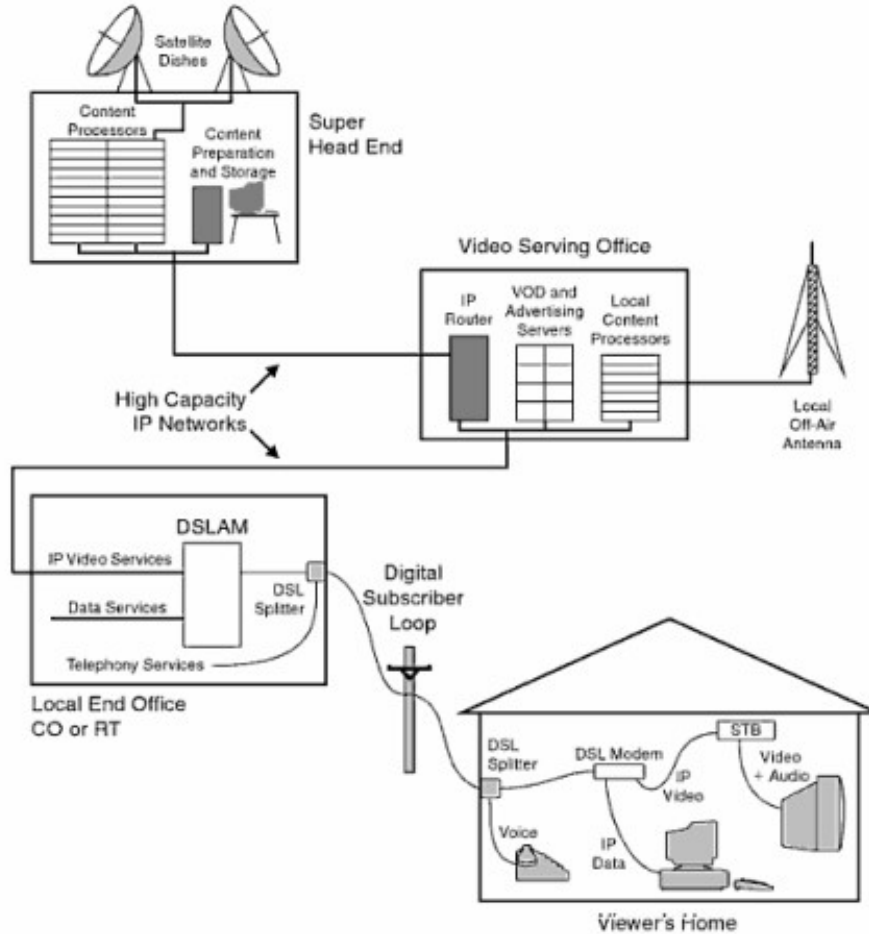 Satellite
Dishes
Content
Processors
Content
Preparation
and Storage
Super
Head End
Video Serving Office
IP
Router
VOD and
Advertising
Servers
Local
Content
Processors
Local
Off-Air
Antenna
High Capacity
IP Networks
DSLAM
IP Video Services
Data Services
Telephony Services
DSL
Splitter
Local End Office
CO or RT
Digital
Subscriber
Loop
DSL
Splitter
DSL Modem
STB
Video
+ Audio
IP
Video
Voice
IP
Data
Viewer's Home